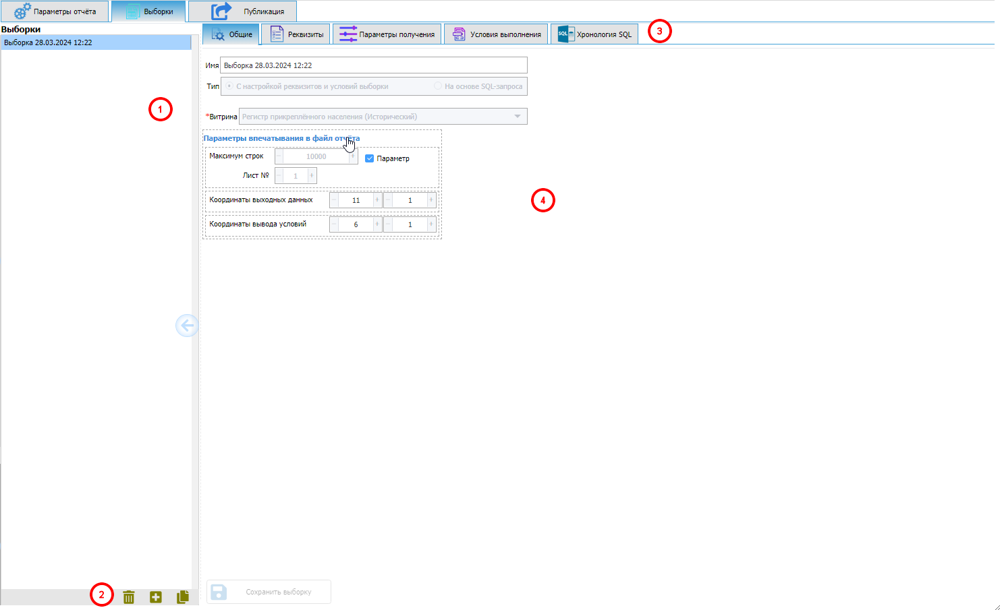 Параметры отчёта
Выборки
Публикация
Выборки
Выборка 28.03.2024 12:22
Общие
Реквизиты
Параметры получения
Условия выполнения
SQL
Хронология SQL
3
Имя
Выборка 28.03.2024 12:22
Тип
С настройкой реквизитов и условий выборки
На основе SQL-запроса
1
*Витрина
Регистр прикреплённого населения (Исторический)
Параметры впечатывания в файл отчёта
Максимум строк
− 10000 +
Параметр
Лист №
− 1 +
Координаты выходных данных
− 11 + − 1 +
4
Координаты вывода условий
− 6 + − 1 +
2
Сохранить выборку